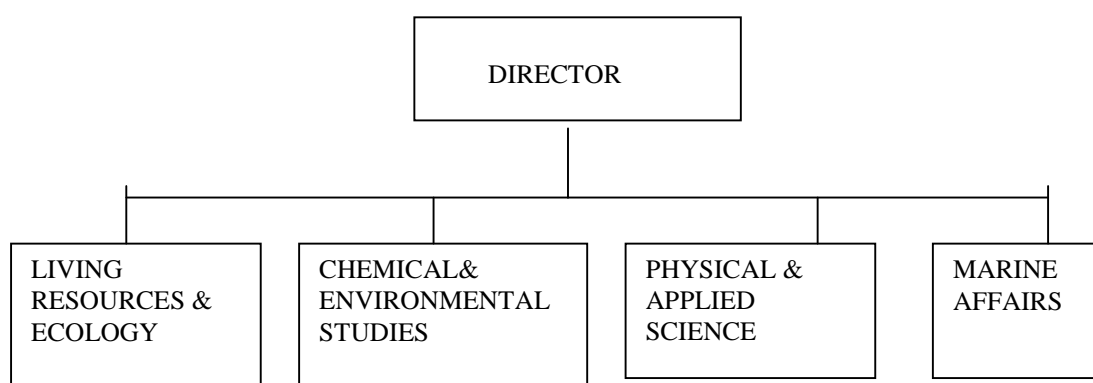 DIRECTOR
LIVING
RESOURCES &
ECOLOGY
CHEMICAL&
ENVIRONMENTAL
STUDIES
PHYSICAL &
APPLIED
SCIENCE
MARINE
AFFAIRS